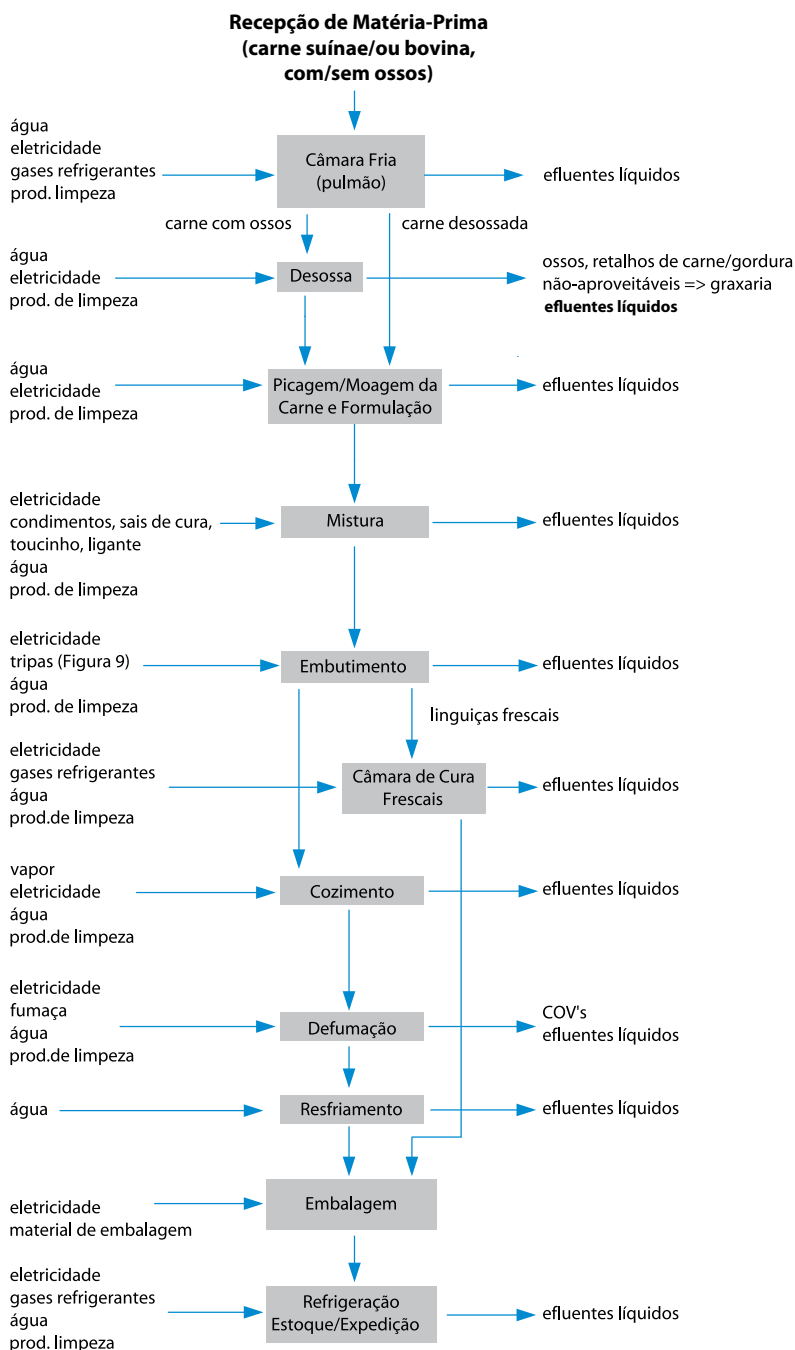 Recepção de Matéria-Prima
(carne suínae/ou bovina,
com/sem ossos)
água
eletricidade
gases refrigerantes
prod. limpeza
Câmara Fria
(pulmão)
efluentes líquidos
carne com ossos
carne desossada
água
eletricidade
prod. de limpeza
Desossa
ossos, retalhos de carne/gordura
não-aproveitáveis => graxaria
efluentes líquidos
água
eletricidade
prod. de limpeza
Picagem/Moagem da
Carne e Formulação
efluentes líquidos
eletricidade
condimentos, sais de cura,
toucinho, ligante
água
prod. de limpeza
Mistura
efluentes líquidos
eletricidade
tripas (Figura 9)
água
prod. de limpeza
Embutimento
efluentes líquidos
linguiças frescais
eletricidade
gases refrigerantes
água
prod.de limpeza
Câmara de Cura
Frescais
efluentes líquidos
vapor
eletricidade
água
prod.de limpeza
Cozimento
efluentes líquidos
eletricidade
fumaça
água
prod.de limpeza
Defumação
COV's
efluentes líquidos
água
Resfriamento
efluentes líquidos
eletricidade
material de embalagem
Embalagem
eletricidade
gases refrigerantes
água
prod. limpeza
Refrigeração
Estoque/Expedição
efluentes líquidos